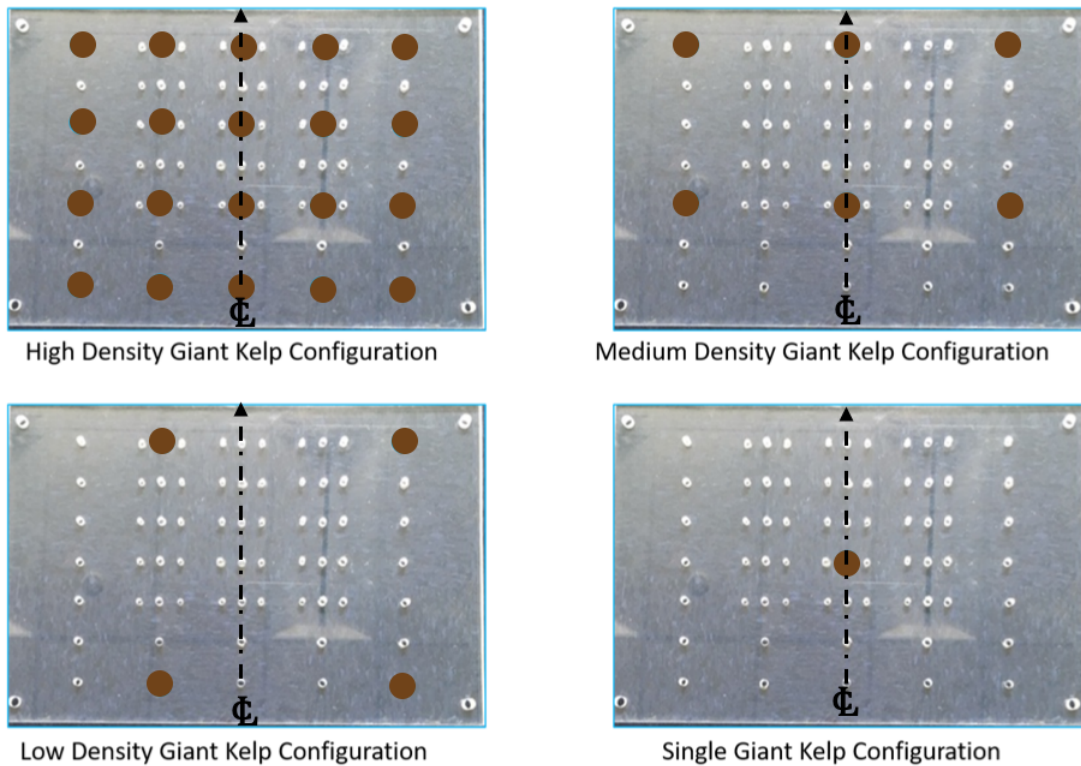 ℄
℄
High Density Giant Kelp Configuration
Medium Density Giant Kelp Configuration
℄
℄
Low Density Giant Kelp Configuration
Single Giant Kelp Configuration